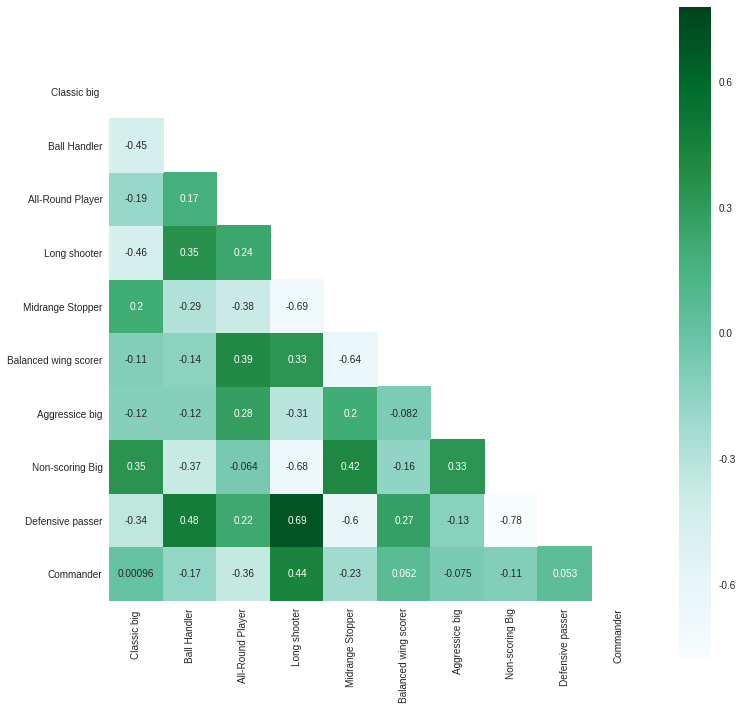 Classic big
Ball Handler -0.45
All-Round Player -0.19 0.17
Long shooter -0.46 0.35 0.24
Midrange Stopper 0.2 -0.29 -0.38 -0.69
Balanced wing scorer -0.11 -0.14 0.39 0.33 -0.64
Aggressice big -0.12 -0.12 0.28 -0.31 0.2 -0.082
Non-scoring Big 0.35 -0.37 -0.064 -0.68 0.42 -0.16 0.33
Defensive passer -0.34 0.48 0.22 0.69 -0.6 0.27 -0.13 -0.78
Commander 0.00096 -0.17 -0.36 0.44 -0.23 0.062 -0.075 -0.11 0.053
Classic big
Ball Handler
All-Round Player
Long shooter
Midrange Stopper
Balanced wing scorer
Aggressice big
Non-scoring Big
Defensive passer
Commander
0.6
0.3
0.0
-0.3
-0.6